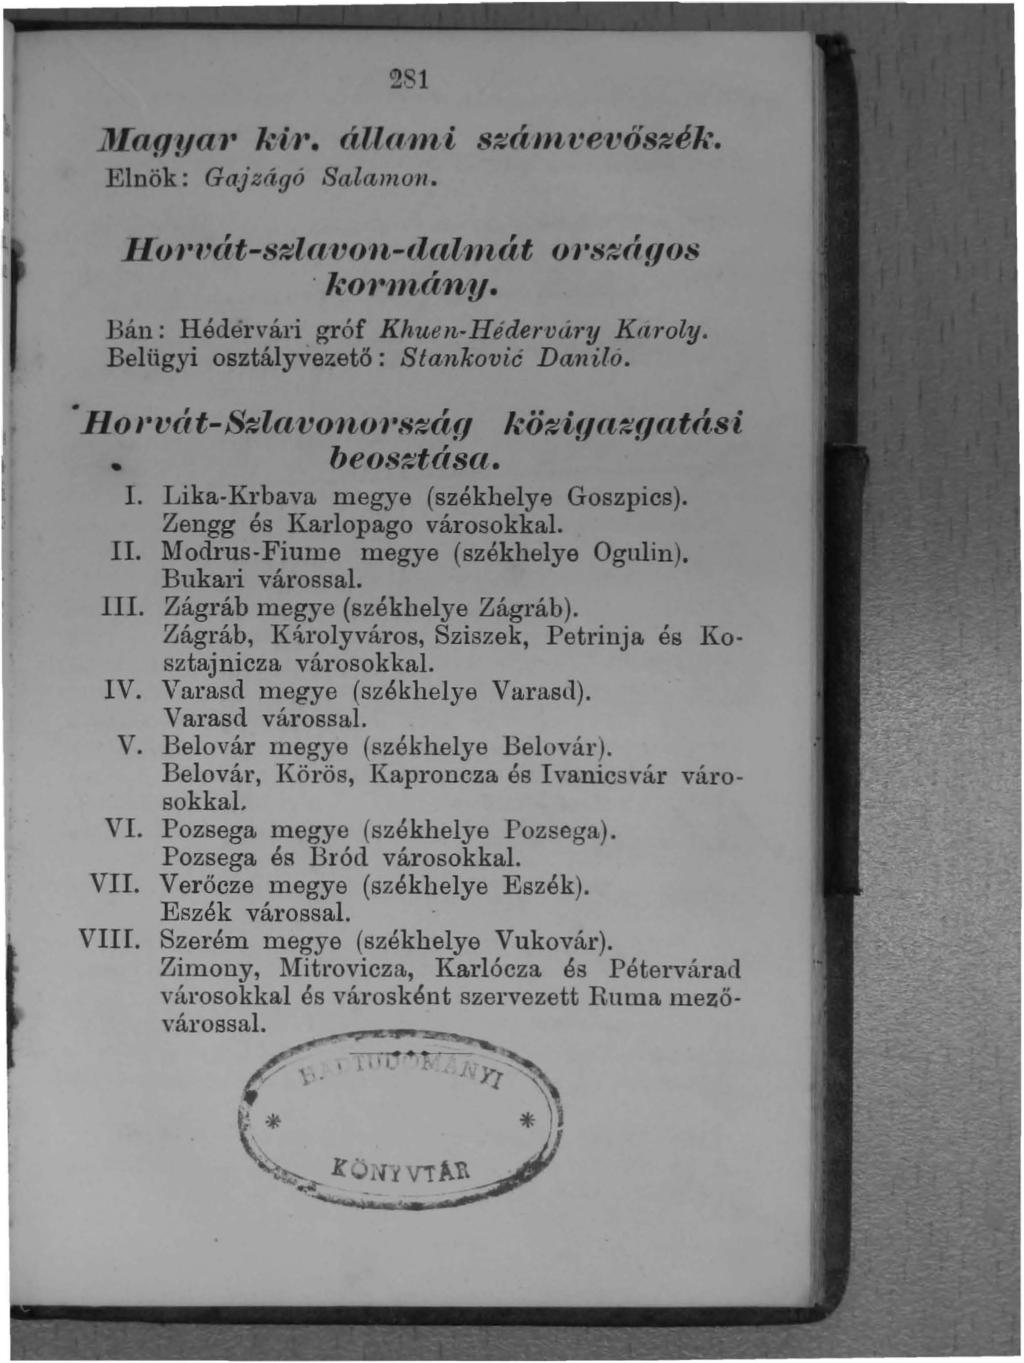 281
Magyar kir. állami számvevőszék.
Elnök: Gajzágó Salamon.
Horvát-szlavon-dalmát országos
kormány.
Bán: Hédervári gróf Khuen-Héderváry Károly.
Belügyi osztályvezető: Stanković Daniló.
Horvát-Szlavonország közigazgatási
beosztása.
I. Lika-Krbava megye (székhelye Goszpics).
Zengg és Karlopago városokkal.
II. Modrus-Fiume megye (székhelye Ogulin).
Bukari várossal.
III. Zágráb megye (székhelye Zágráb).
Zágráb, Károlyváros, Sziszek, Petrinja és Ko-
sztajnicza városokkal.
IV. Varasd megye (székhelye Varasd).
Varasd várossal.
V. Belovár megye (székhelye Belovár).
Belovár, Körös, Kaproncza és Ivanicsvár váro-
sokkal.
VI. Pozsega megye (székhelye Pozsega).
Pozsega és Bród városokkal.
VII. Verőcze megye (székhelye Eszék).
Eszék várossal.
VIII. Szerém megye (székhelye Vukovár).
Zimony, Mitrovicza, Karlócza és Pétervárad
városokkal és városként szervezett Ruma mező-
várossal.
HADTUDOMÁNYI
* *
KÖNYVTÁR